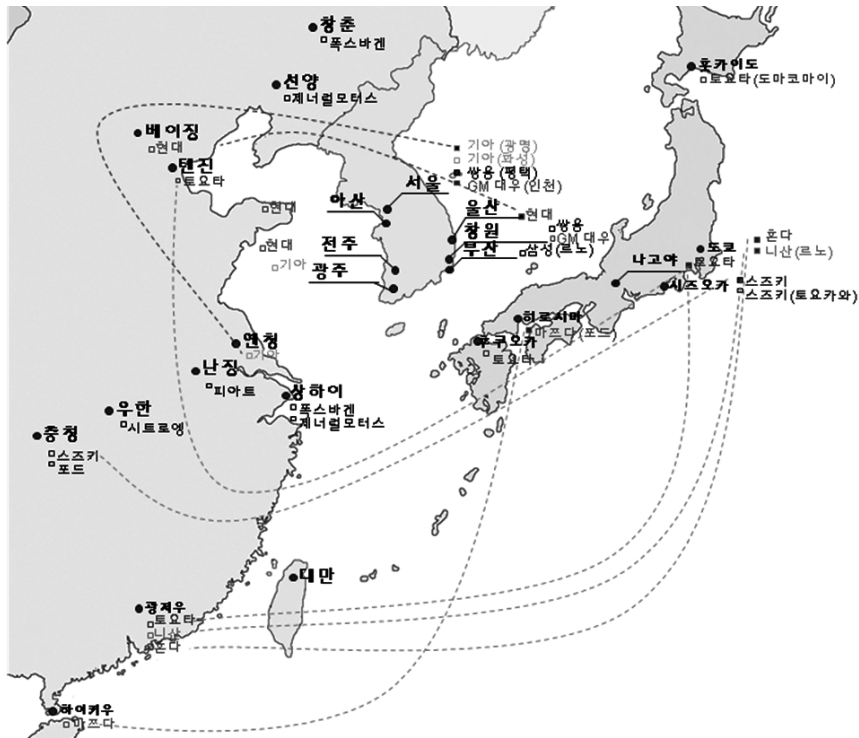 창춘
폭스바겐
선양
제너럴모터스
홋카이도
토요타(도마코마이)
베이징
현대
텐진
토요타
기아(광명)
기아(화성)
쌍용(평택)
GM 대우(인천)
서울
아산
울산
현대
창원
쌍용
GM 대우
부산
삼성(르노)
전주
광주
현대
현대
기아
도쿄
토요타
나고야
시즈오카
혼다
니산(르노)
스즈키
스즈키(토요카와)
히로시마
마쯔다(포드)
후쿠오카
토요타
옌청
기아
난징
피아트
상하이
폭스바겐
제너럴모터스
우한
시트로엥
충칭
스즈키
포드
대만
광저우
토요타
니산
혼다
하이커우
마쯔다